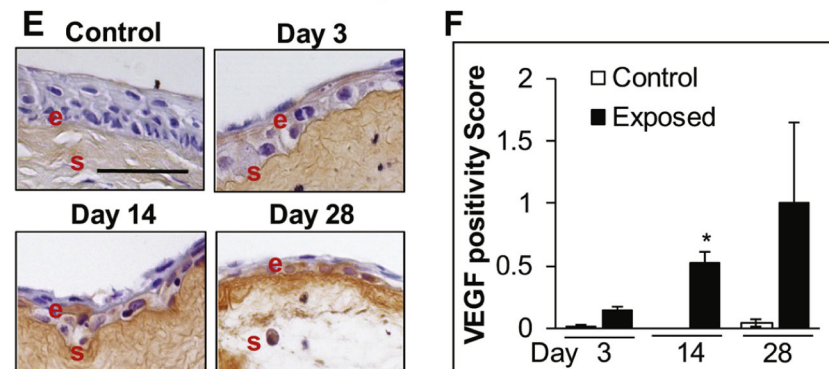 E
Control
Day 3
e
s
e
s
Day 14
Day 28
e
s
e
s
F
VEGF positivity Score
2
1.5
1
0.5
0
Control
Exposed
*
Day 3 14 28